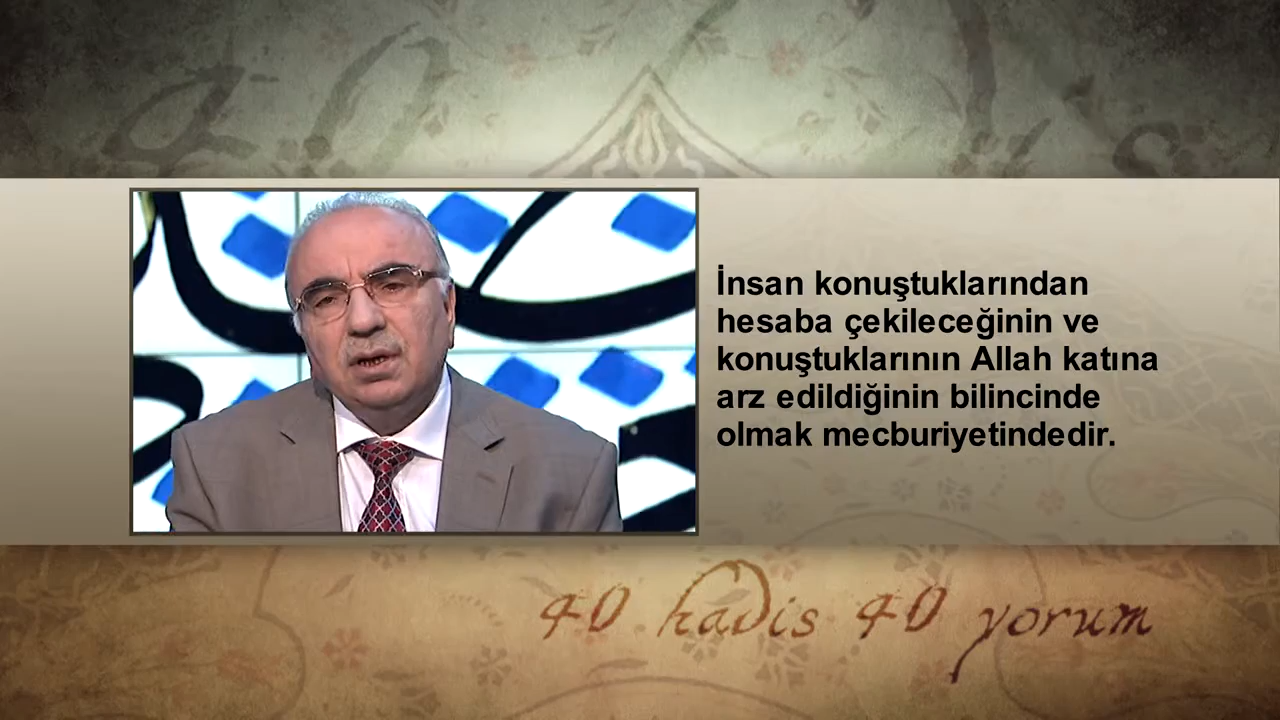 İnsan konuştuklarından
hesaba çekileceğinin ve
konuştuklarının Allah katına
arz edildiğinin bilincinde
olmak mecburiyetindedir.
40 hadis 40 yorum